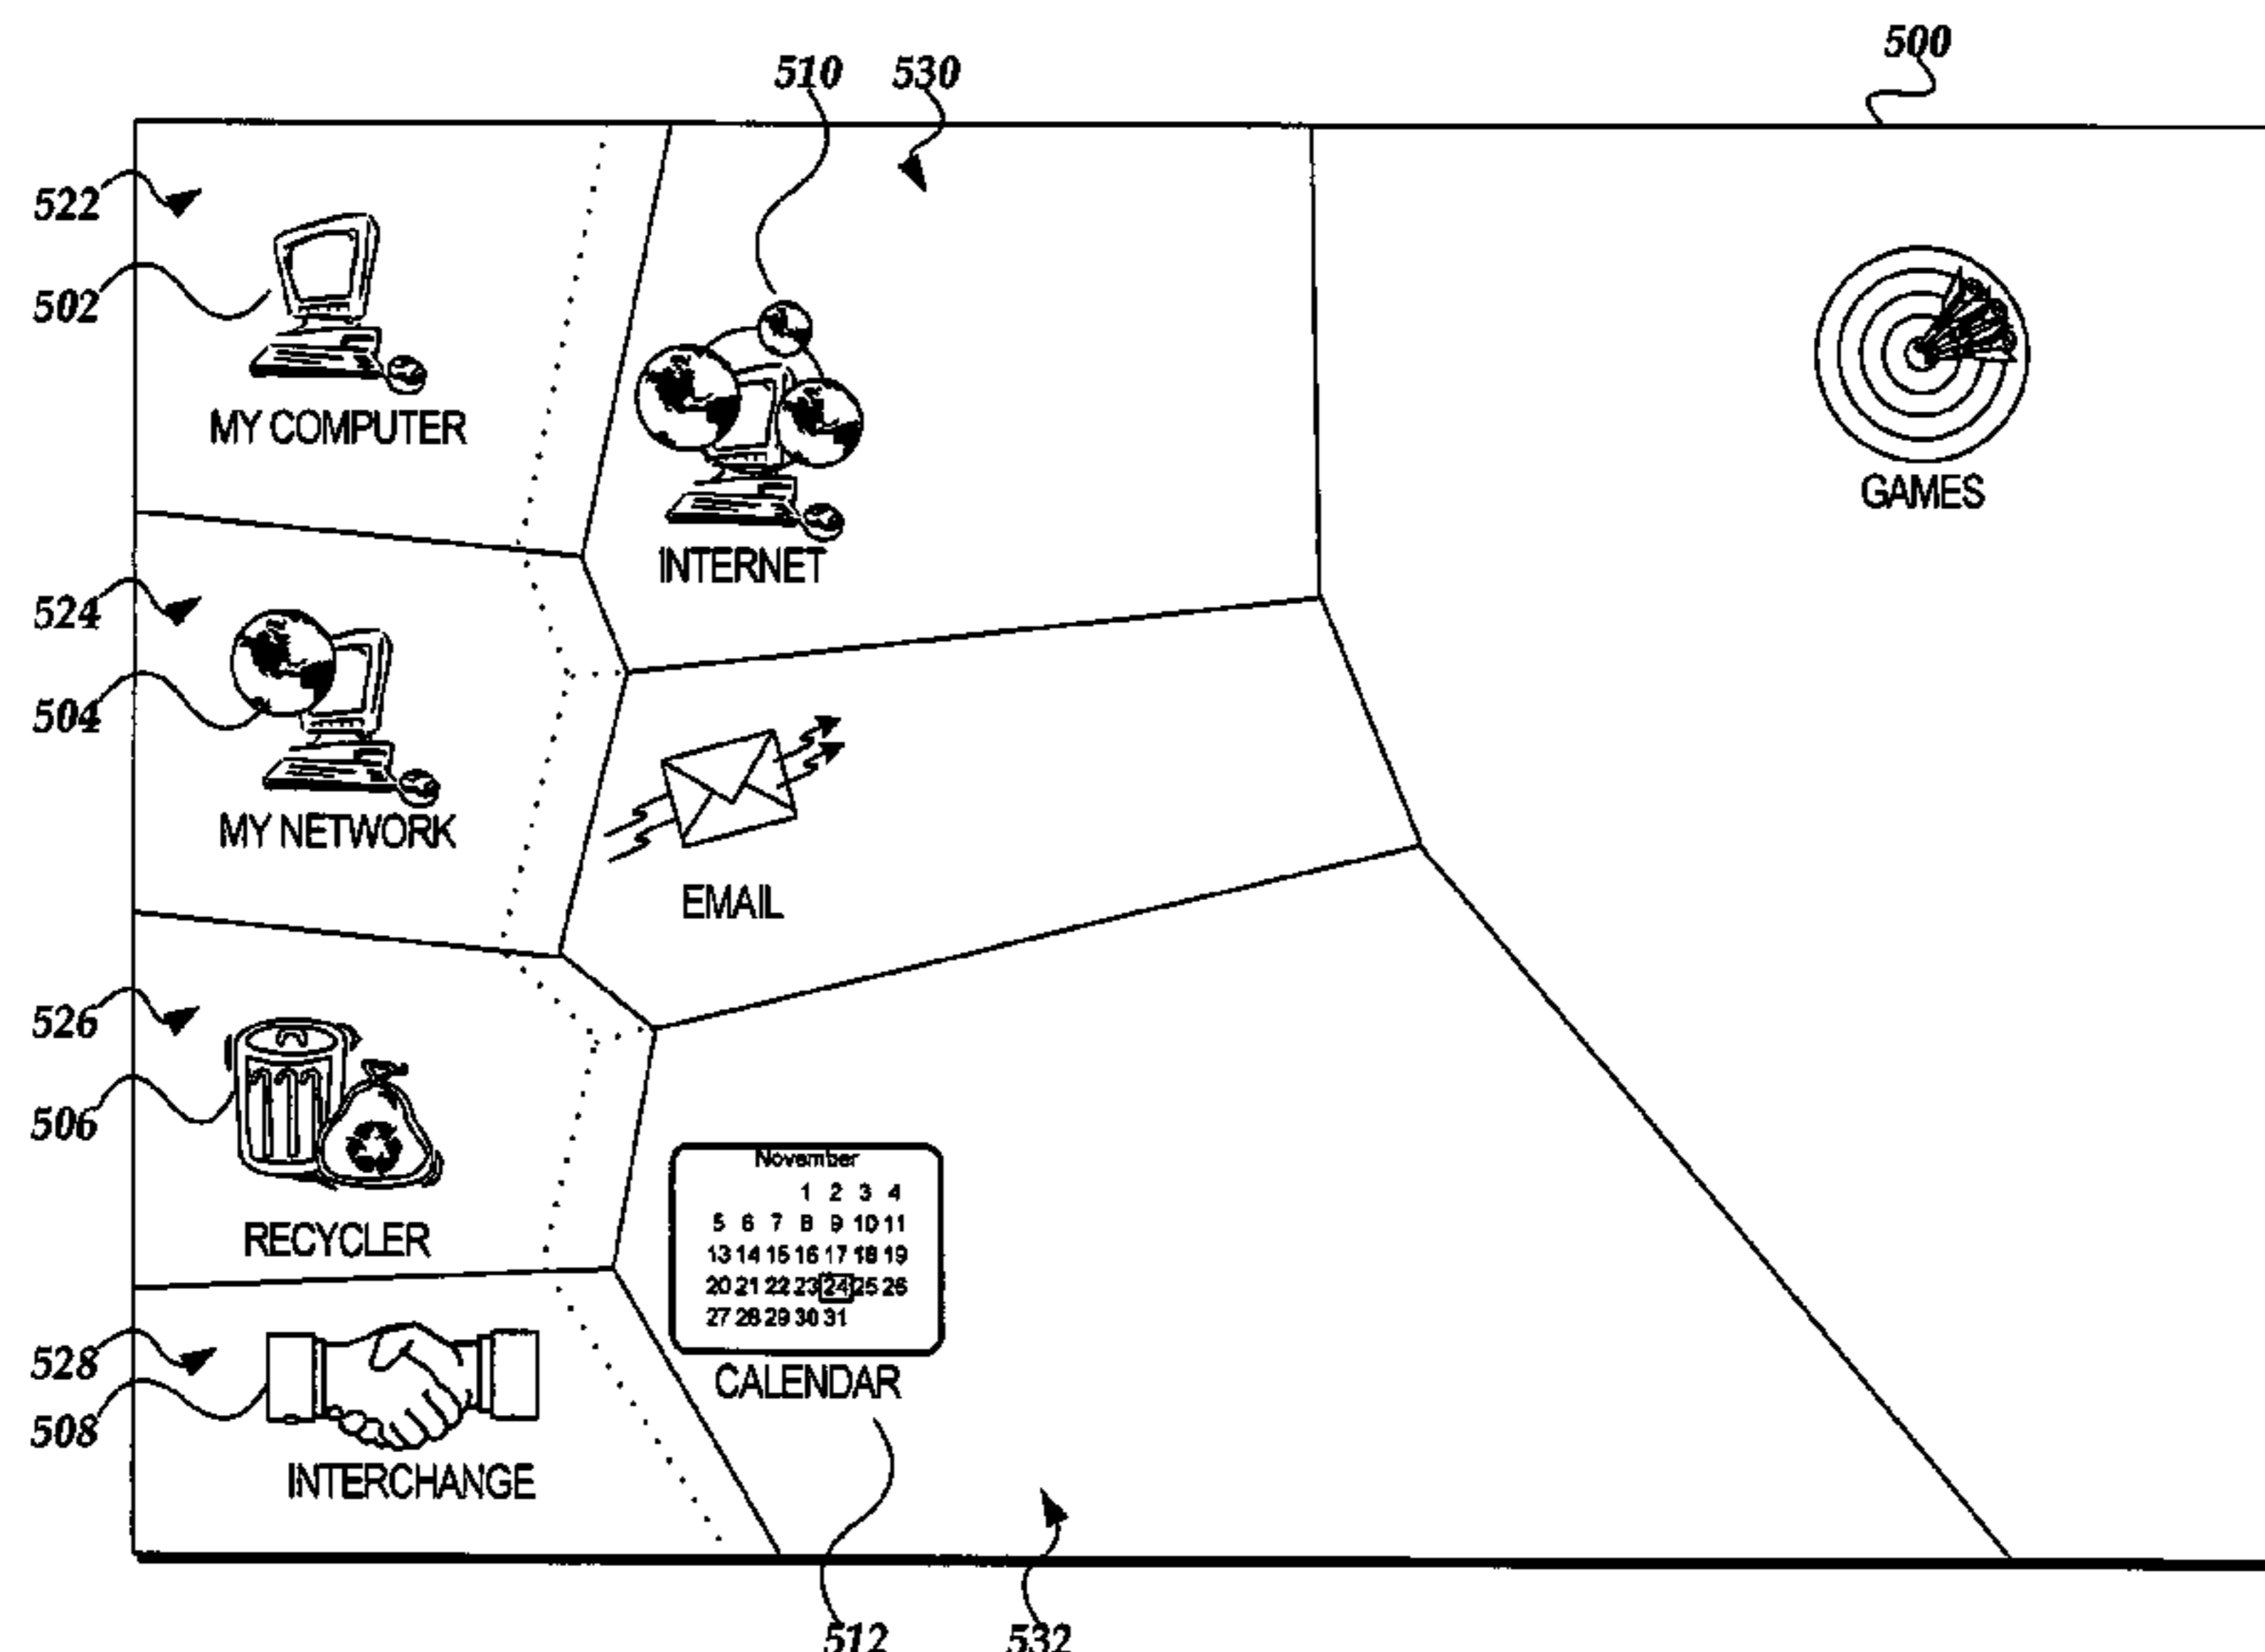 500
510 530
522
502
MY COMPUTER
GAMES
INTERNET
524
504
MY NETWORK
EMAIL
526
506
RECYCLER
November
1 2 3 4
5 6 7 8 9 10 11
13 14 15 16 17 18 19
20 21 22 23 24 25 26
27 28 29 30 31
CALENDAR
528
508
INTERCHANGE
512 532